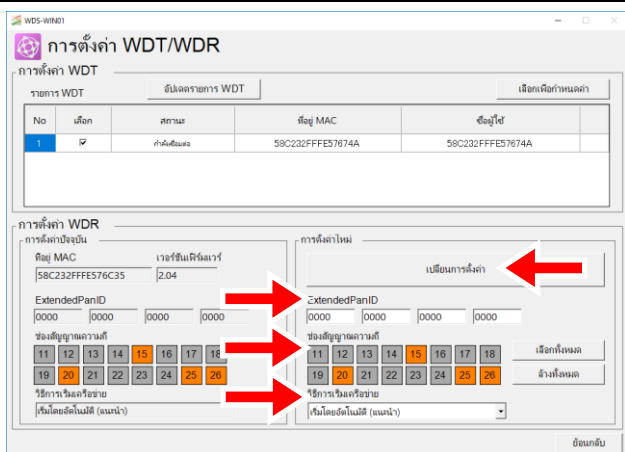 WDS-WIN01
การตั้งค่า WDT/WDR
การตั้งค่า WDT
รายการ WDT
อัปเดตรายการ WDT
เลือกเพื่อกำหนดค่า
No เลือก สถานะ ที่อยู่ MAC ชื่อผู้ใช้
1 กำลังเชื่อมต่อ 58C232FFFE57674A 58C232FFFE57674A
การตั้งค่า WDR
การตั้งค่าปัจจุบัน
ที่อยู่ MAC เวอร์ชันเฟิร์มแวร์
58C232FFFE576C35 2.04
ExtendedPanID
0000 0000 0000 0000
ช่องสัญญาณความถี่
11 12 13 14 15 16 17 18
19 20 21 22 23 24 25 26
วิธีการเริ่มเครือข่าย
เริ่มโดยอัตโนมัติ (แนะนำ)
การตั้งค่าใหม่
เปลี่ยนการตั้งค่า
ExtendedPanID
0000 0000 0000 0000
ช่องสัญญาณความถี่
11 12 13 14 15 16 17 18 เลือกทั้งหมด
19 20 21 22 23 24 25 26 ล้างทั้งหมด
วิธีการเริ่มเครือข่าย
เริ่มโดยอัตโนมัติ (แนะนำ)
ย้อนกลับ